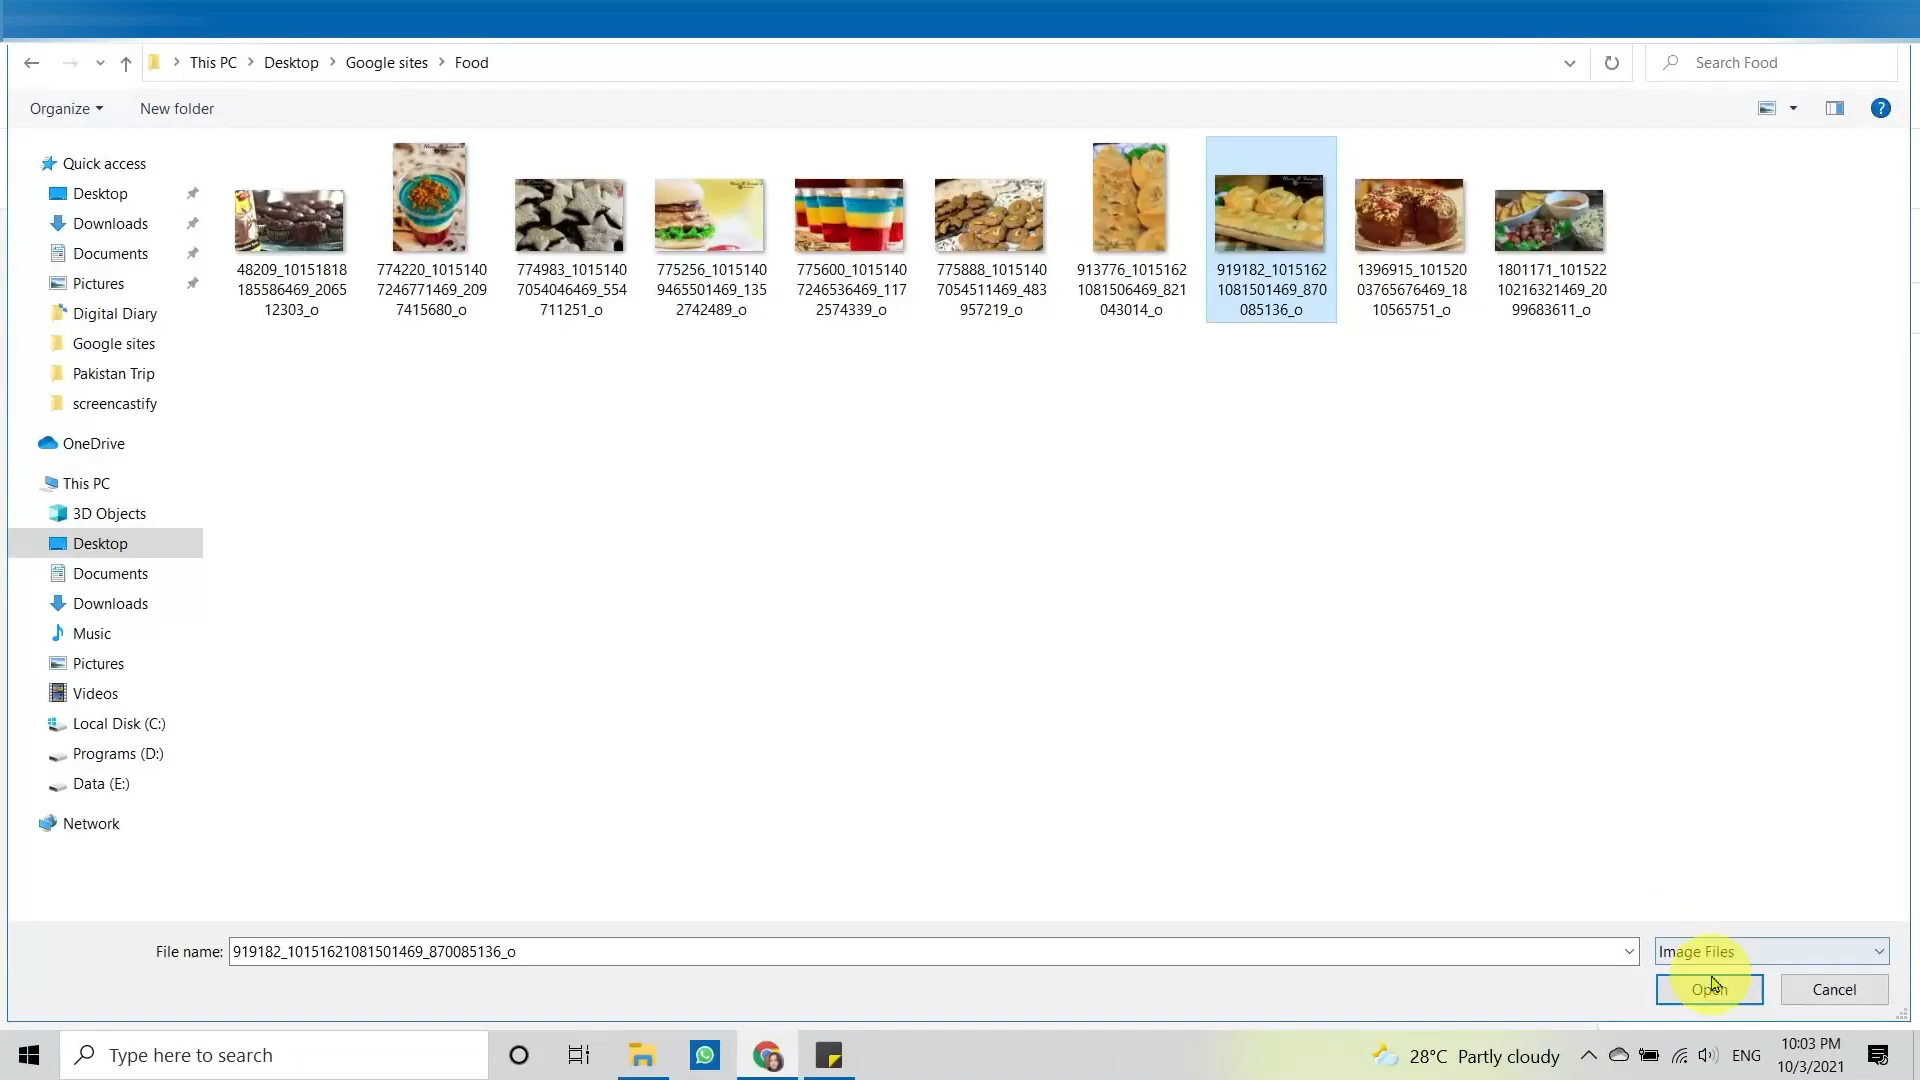 This PC
Desktop
Google sites
Food
Search Food
Organize
New folder
Quick access
Desktop
Downloads
Documents
Pictures
Digital Diary
Google sites
Pakistan Trip
screencastify
OneDrive
This PC
3D Objects
Desktop
Documents
Downloads
Music
Pictures
Videos
Local Disk (C:)
Programs (D:)
Data (E:)
Network
48209_10151818
185586469_2065
12303_o
774220_1015140
7246771469_209
7415680_o
774983_1015140
7054046469_554
711251_o
775256_1015140
9465501469_135
2742489_o
775600_1015140
7246536469_117
2574339_o
775888_1015140
7054511469_483
957219_o
913776_1015162
1081506469_821
043014_o
919182_1015162
1081501469_870
085136_o
1396915_101520
03765676469_18
10565751_o
1801171_101522
10216321469_20
99683611_o
File name: 919182_10151621081501469_870085136_o
Image Files
Open
Cancel
Type here to search
28°C Partly cloudy
ENG
10:03 PM
10/3/2021